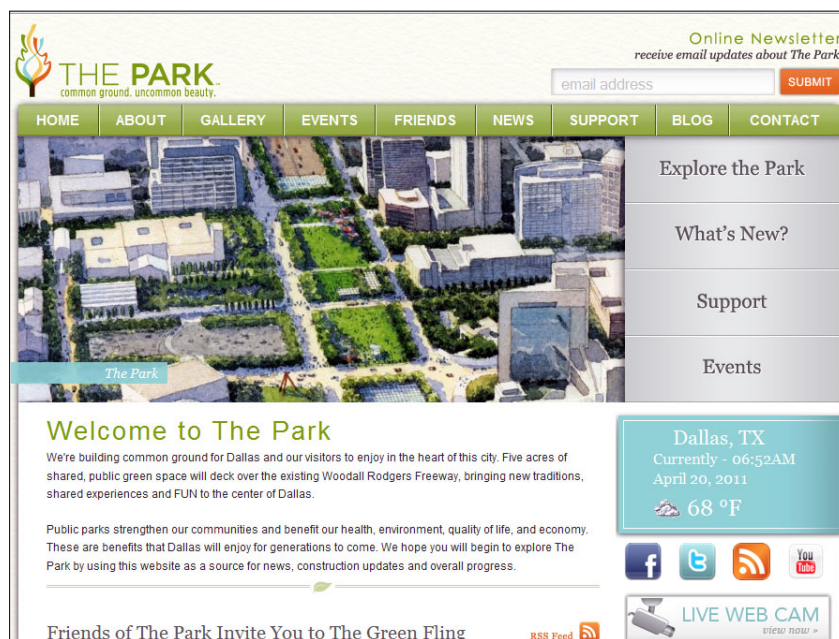 Online Newsletter
receive email updates about The Park
THE PARK
common ground. uncommon beauty.
email address
SUBMIT
HOME ABOUT GALLERY EVENTS FRIENDS NEWS SUPPORT BLOG CONTACT
Explore the Park
What's New?
Support
Events
The Park
Welcome to The Park
We're building common ground for Dallas and our visitors to enjoy in the heart of this city. Five acres of
shared, public green space will deck over the existing Woodall Rodgers Freeway, bringing new traditions,
shared experiences and FUN to the center of Dallas.
Public parks strengthen our communities and benefit our health, environment, quality of life, and economy.
These are benefits that Dallas will enjoy for generations to come. We hope you will begin to explore The
Park by using this website as a source for news, construction updates and overall progress.
Dallas, TX
Currently - 06:52AM
April 20, 2011
68 °F
f
t
You
Tube
LIVE WEB CAM
view now »
Friends of The Park Invite You to The Green Fling
RSS Feed